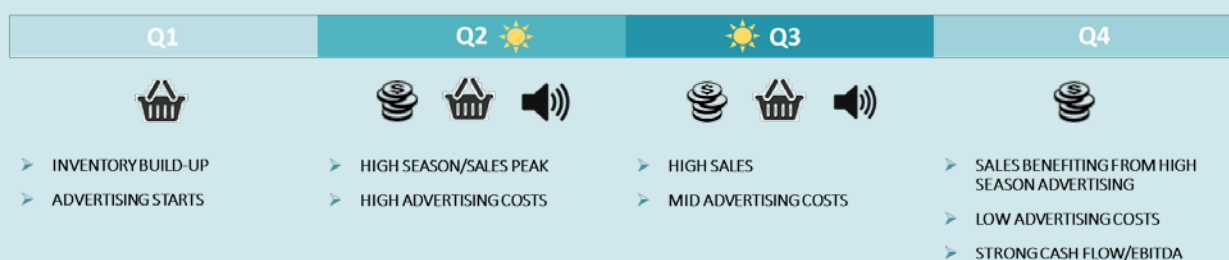 Q1
Q2
Q3
Q4
INVENTORY BUILD-UP
ADVERTISING STARTS
HIGH SEASON/SALES PEAK
HIGH ADVERTISING COSTS
HIGH SALES
MID ADVERTISING COSTS
SALES BENEFITING FROM HIGH
SEASON ADVERTISING
LOW ADVERTISING COSTS
STRONG CASH FLOW/EBITDA